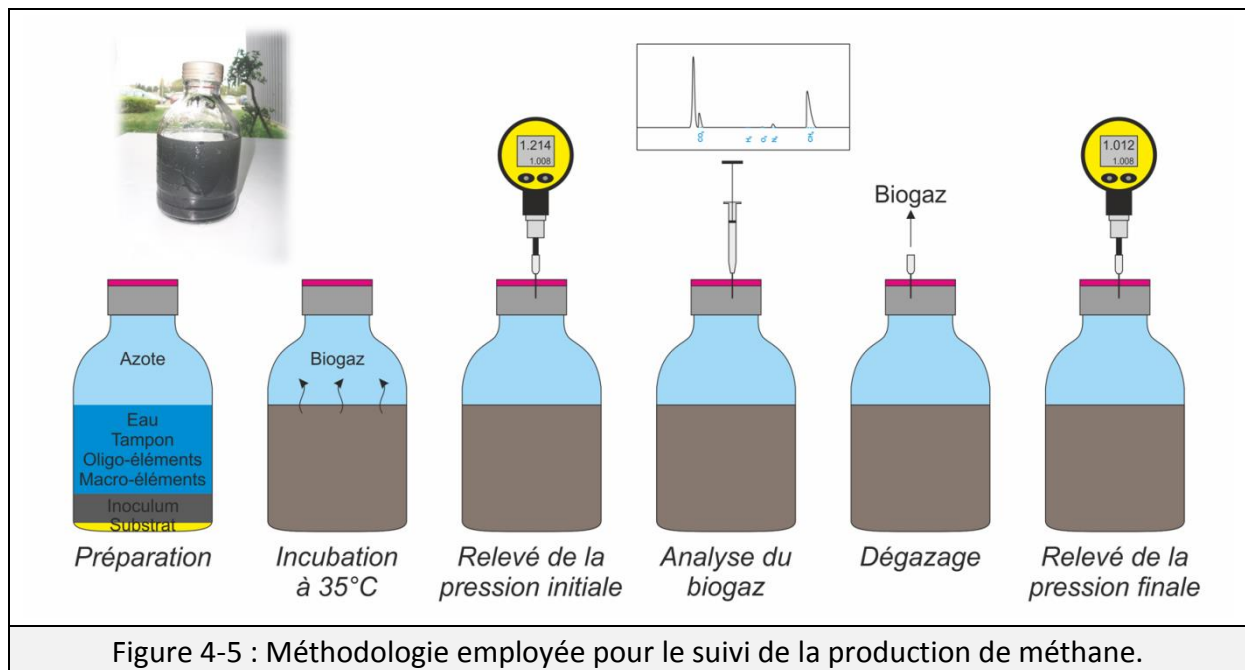 1.214
1.008
1.012
1.008
Biogaz
Azote
Eau
Tampon
Oligo-éléments
Macro-éléments
Inoculum
Substrat
Biogaz
Préparation
Incubation
à 35°C
Relevé de la
pression initiale
Analyse du
biogaz
Dégazage
Relevé de la
pression finale
Figure 4-5 : Méthodologie employée pour le suivi de la production de méthane.